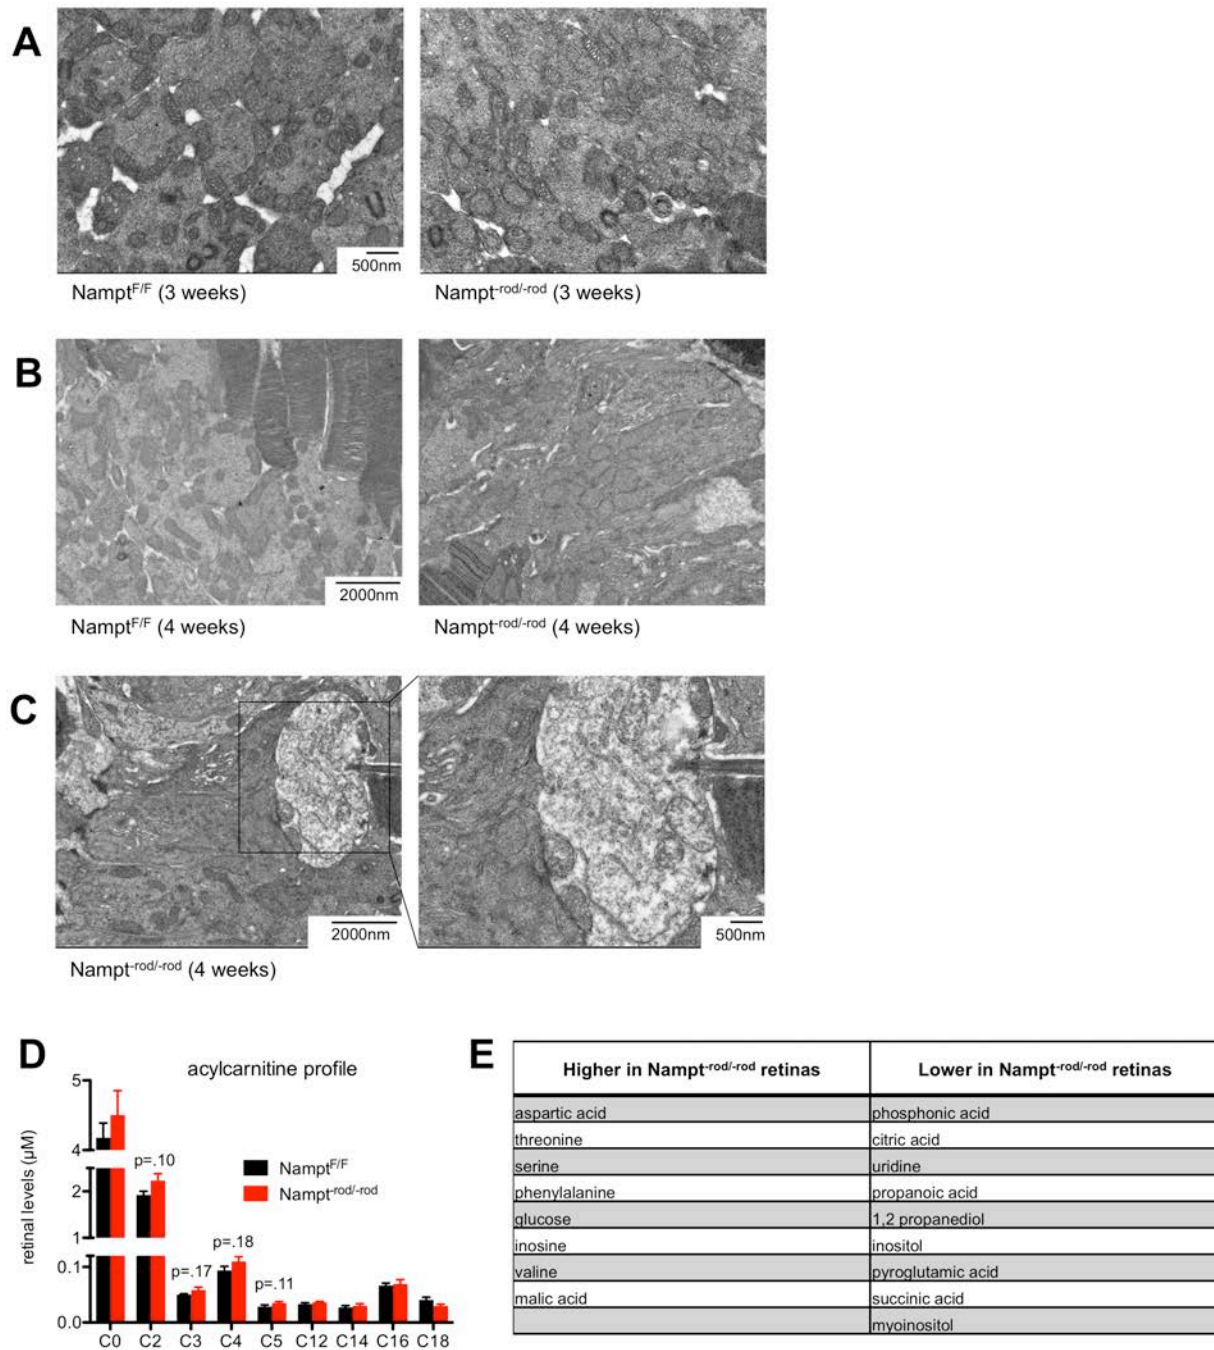 A
500nm
Nampt^F/F (3 weeks)
Nampt^-rod/-rod (3 weeks)
B
2000nm
Nampt^F/F (4 weeks)
Nampt^-rod/-rod (4 weeks)
C
2000nm
500nm
Nampt^-rod/-rod (4 weeks)
D
acylcarnitine profile
retinal levels (µM)
5
4
2
1
0.1
0.0
p=.10
p=.17
p=.18
p=.11
Nampt^F/F
Nampt^-rod/-rod
C0 C2 C3 C4 C5 C12 C14 C16 C18
E
Higher in Nampt^-rod/-rod retinas Lower in Nampt^-rod/-rod retinas
aspartic acid phosphonic acid
threonine citric acid
serine uridine
phenylalanine propanoic acid
glucose 1,2 propanediol
inosine inositol
valine pyroglutamic acid
malic acid succinic acid
myoinositol